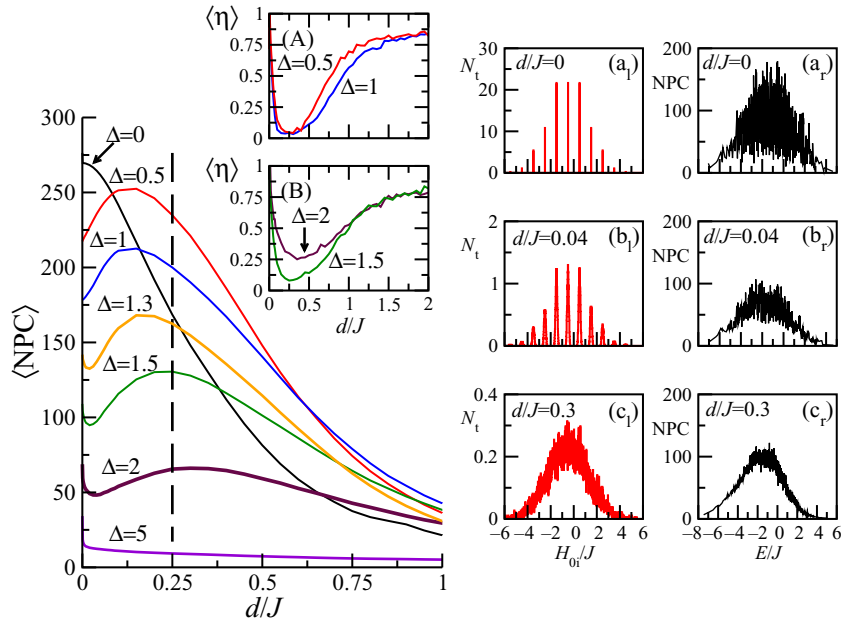 ⟨η⟩
1
0.75
0.5
0.25
0
(A)
Δ=0.5
Δ=1
⟨η⟩
1
0.75
0.5
0.25
0
(B)
Δ=2
Δ=1.5
0 0.5 1 1.5 2
d/J
⟨NPC⟩
300
250
200
150
100
50
0
Δ=0
Δ=0.5
Δ=1
Δ=1.3
Δ=1.5
Δ=2
Δ=5
0 0.25 0.5 0.75 1
d/J
30
20
10
0
N_t
d/J=0
(a_l)
200
150
100
50
0
NPC
d/J=0
(a_r)
2
1
0
N_t
d/J=0.04
(b_l)
200
100
0
NPC
d/J=0.04
(b_r)
0.4
0.2
0
N_t
d/J=0.3
(c_l)
−6 −4 −2 0 2 4 6
H_{0i}/J
200
100
0
NPC
d/J=0.3
(c_r)
−8 −6 −4 −2 0 2 4 6
E/J